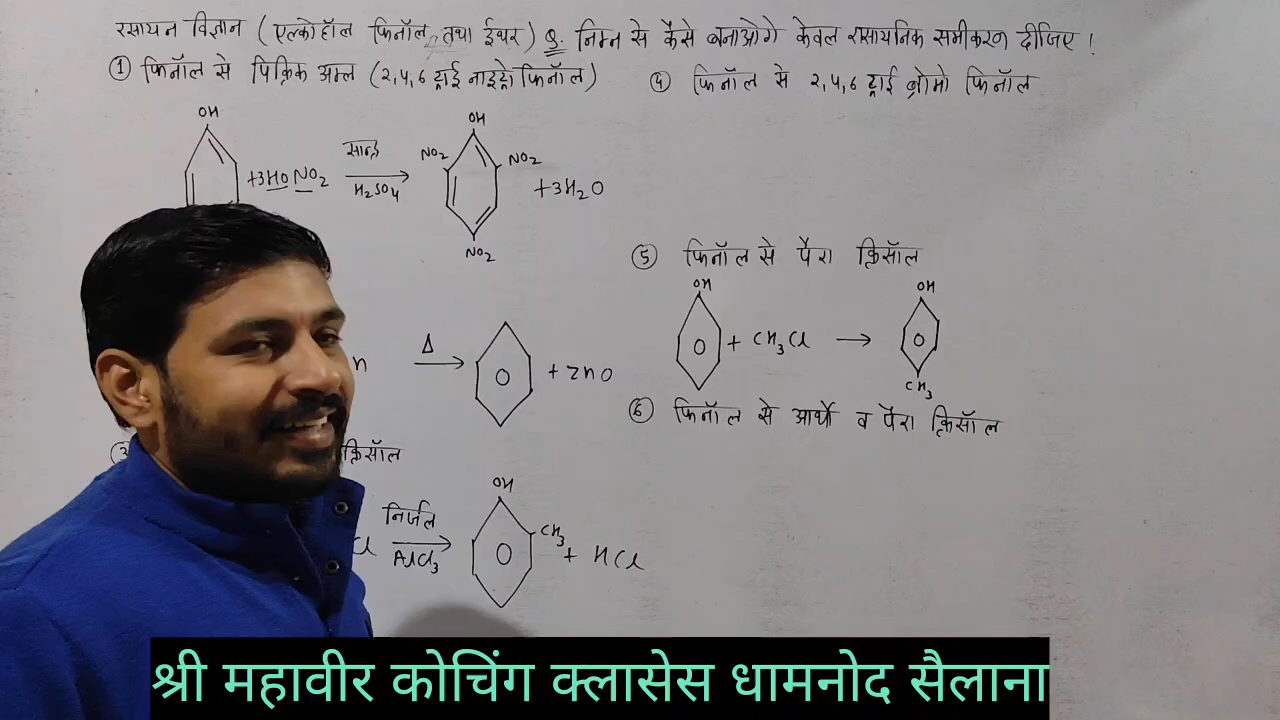 रसायन विज्ञान ( एल्कोहॉल फिनॉल तथा ईथर ) Q. निम्न से कैसे बनाओगे केवल रासायनिक समीकरण दीजिए !
① फिनॉल से पिक्रिक अम्ल (2,4,6 ट्राई नाइट्रो फिनॉल)
④ फिनॉल से 2,4,6 ट्राई ब्रोमो फिनॉल
OH
+3HO NO2
सान्द्र
H2SO4
OH
NO2
NO2
NO2
+3H2O
⑤ फिनॉल से पैरा क्रिसॉल
OH
+ CH3Cl →
OH
CH3
n
Δ
+ ZnO
⑥ फिनॉल से आर्थो व पैरा क्रिसॉल
क्रिसॉल
निर्जल
AlCl3
OH
CH3
+ HCl
श्री महावीर कोचिंग क्लासेस धामनोद सैलाना